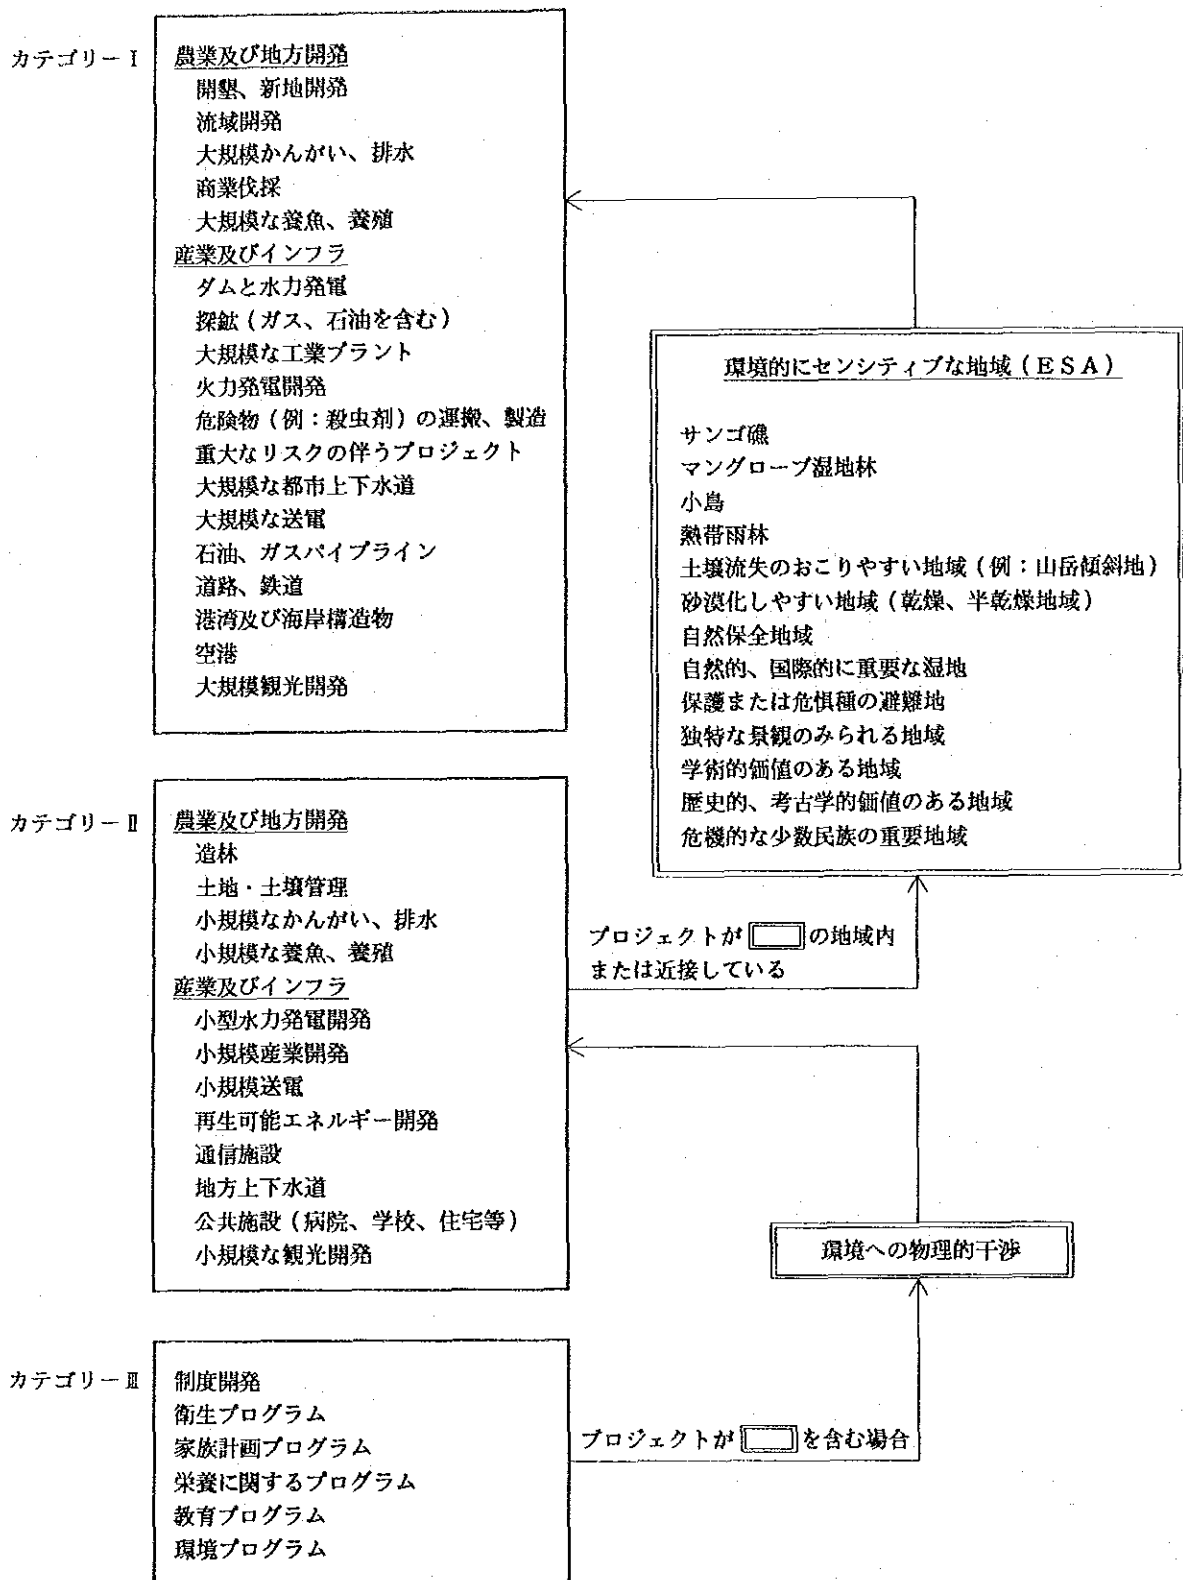 カテゴリーⅠ
農業及び地方開発
開墾、新地開発
流域開発
大規模かんがい、排水
商業伐採
大規模な養魚、養殖
産業及びインフラ
ダムと水力発電
探鉱(ガス、石油を含む)
大規模な工業プラント
火力発電開発
危険物(例:殺虫剤)の運搬、製造
重大なリスクの伴うプロジェクト
大規模な都市上下水道
大規模な送電
石油、ガスパイプライン
道路、鉄道
港湾及び海岸構造物
空港
大規模観光開発
環境的にセンシティブな地域(ESA)
サンゴ礁
マングローブ湿地林
小島
熱帯雨林
土壌流失のおこりやすい地域(例:山岳傾斜地)
砂漠化しやすい地域(乾燥、半乾燥地域)
自然保全地域
自然的、国際的に重要な湿地
保護または危惧種の避難地
独特な景観のみられる地域
学術的価値のある地域
歴史的、考古学的価値のある地域
危機的な少数民族の重要地域
カテゴリーⅡ
農業及び地方開発
造林
土地・土壌管理
小規模なかんがい、排水
小規模な養魚、養殖
産業及びインフラ
小型水力発電開発
小規模産業開発
小規模送電
再生可能エネルギー開発
通信施設
地方上下水道
公共施設(病院、学校、住宅等)
小規模な観光開発
プロジェクトが の地域内
または近接している
環境への物理的干渉
カテゴリーⅢ
制度開発
衛生プログラム
家族計画プログラム
栄養に関するプログラム
教育プログラム
環境プログラム
プロジェクトが を含む場合